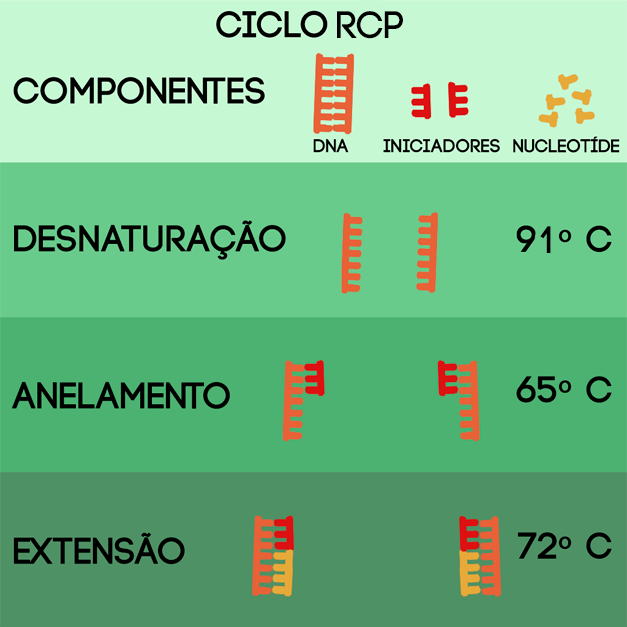 CICLO RCP
COMPONENTES
DNA INICIADORES NUCLEOTÍDE
DESNATURAÇÃO 91º C
ANELAMENTO 65º C
EXTENSÃO 72º C